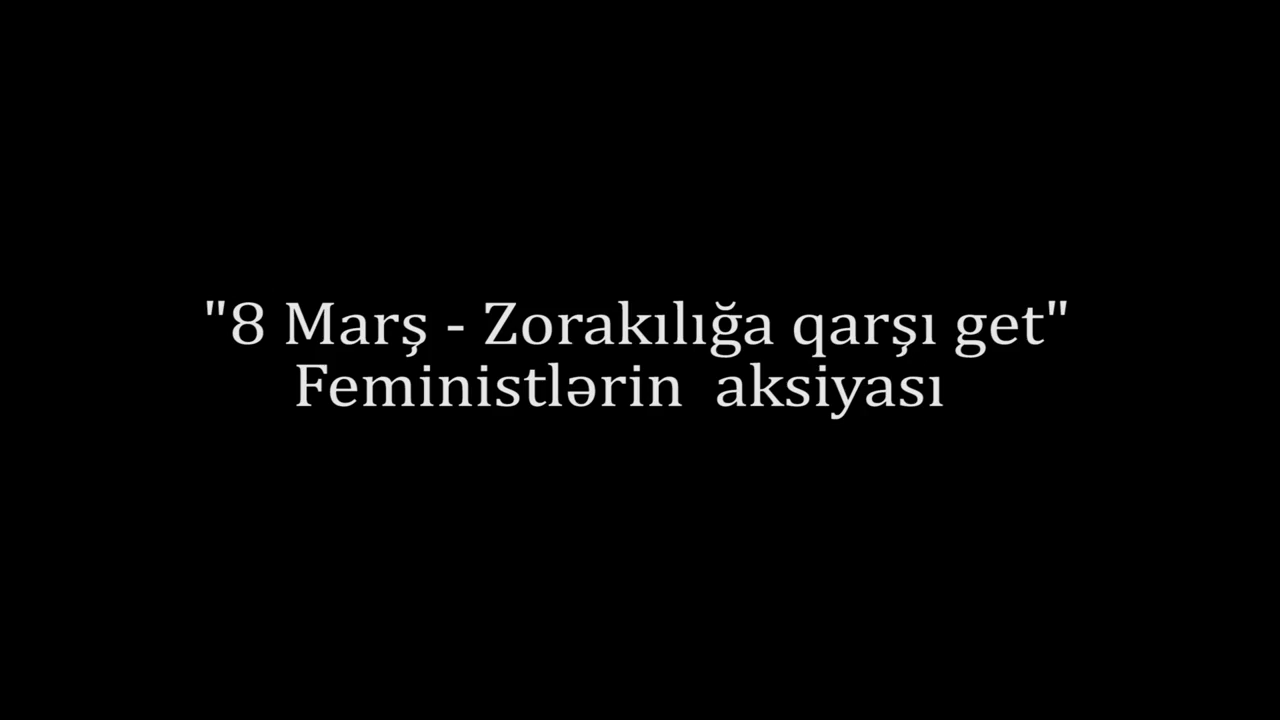 "8 Marş - Zorakılığa qarşı get"
Feministlərin aksiyası